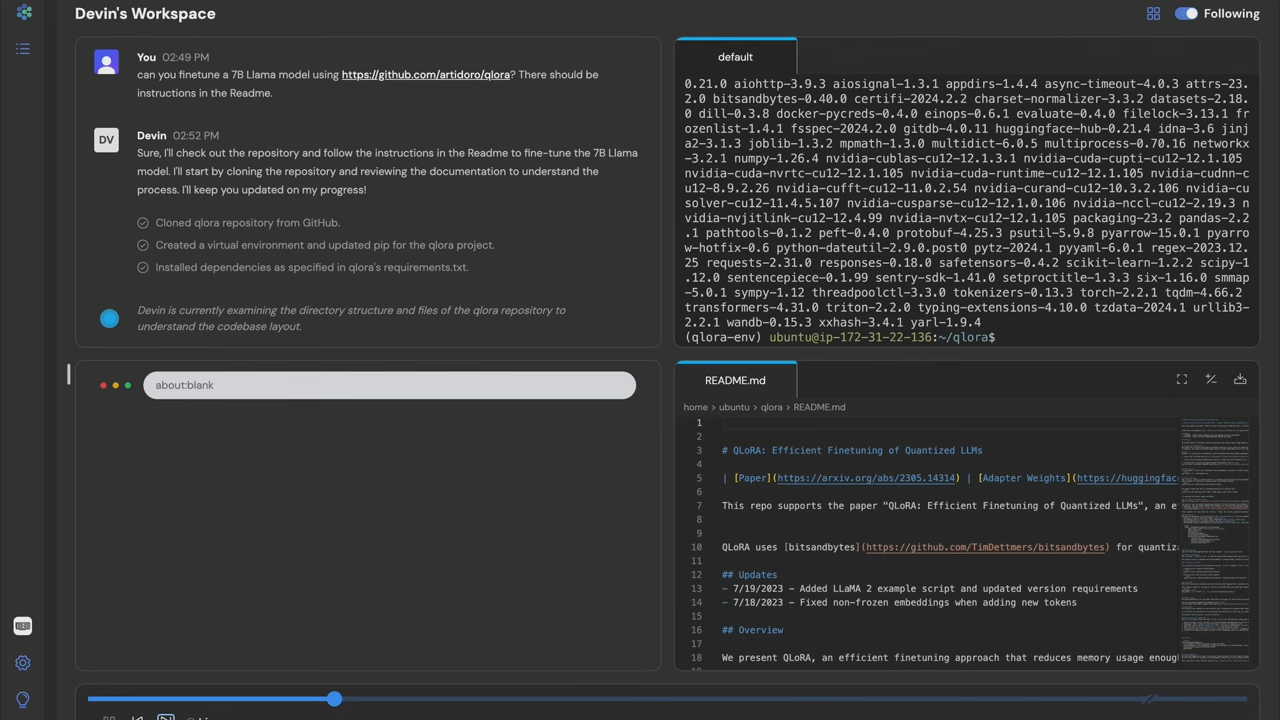 Devin's Workspace
Following
You 02:49 PM
can you finetune a 7B Llama model using https://github.com/artidoro/qlora? There should be
instructions in the Readme.
DV
Devin 02:52 PM
Sure, I'll check out the repository and follow the instructions in the Readme to fine-tune the 7B Llama
model. I'll start by cloning the repository and reviewing the documentation to understand the
process. I'll keep you updated on my progress!
Cloned qlora repository from GitHub.
Created a virtual environment and updated pip for the qlora project.
Installed dependencies as specified in qlora's requirements.txt.
Devin is currently examining the directory structure and files of the qlora repository to
understand the codebase layout.
default
0.21.0 aiohttp-3.9.3 aiosignal-1.3.1 appdirs-1.4.4 async-timeout-4.0.3 attrs-23.
2.0 bitsandbytes-0.40.0 certifi-2024.2.2 charset-normalizer-3.3.2 datasets-2.18.
0 dill-0.3.8 docker-pycreds-0.4.0 einops-0.6.1 evaluate-0.4.0 filelock-3.13.1 fr
ozenlist-1.4.1 fsspec-2024.2.0 gitdb-4.0.11 huggingface-hub-0.21.4 idna-3.6 jinj
a2-3.1.3 joblib-1.3.2 mpmath-1.3.0 multidict-6.0.5 multiprocess-0.70.16 networkx
-3.2.1 numpy-1.26.4 nvidia-cublas-cu12-12.1.3.1 nvidia-cuda-cupti-cu12-12.1.105
nvidia-cuda-nvrtc-cu12-12.1.105 nvidia-cuda-runtime-cu12-12.1.105 nvidia-cudnn-c
u12-8.9.2.26 nvidia-cufft-cu12-11.0.2.54 nvidia-curand-cu12-10.3.2.106 nvidia-cu
solver-cu12-11.4.5.107 nvidia-cusparse-cu12-12.1.0.106 nvidia-nccl-cu12-2.19.3 n
vidia-nvjitlink-cu12-12.4.99 nvidia-nvtx-cu12-12.1.105 packaging-23.2 pandas-2.2
.1 pathtools-0.1.2 peft-0.4.0 protobuf-4.25.3 psutil-5.9.8 pyarrow-15.0.1 pyarro
w-hotfix-0.6 python-dateutil-2.9.0.post0 pytz-2024.1 pyyaml-6.0.1 regex-2023.12.
25 requests-2.31.0 responses-0.18.0 safetensors-0.4.2 scikit-learn-1.2.2 scipy-1
.12.0 sentencepiece-0.1.99 sentry-sdk-1.41.0 setproctitle-1.3.3 six-1.16.0 smmap
-5.0.1 sympy-1.12 threadpoolctl-3.3.0 tokenizers-0.13.3 torch-2.2.1 tqdm-4.66.2
transformers-4.31.0 triton-2.2.0 typing-extensions-4.10.0 tzdata-2024.1 urllib3-
2.2.1 wandb-0.15.3 xxhash-3.4.1 yarl-1.9.4
(qlora-env) ubuntu@ip-172-31-22-136:~/qlora$
about:blank
README.md
home > ubuntu > qlora > README.md
1
2
3 # QLoRA: Efficient Finetuning of Quantized LLMs
4
5 | [Paper](https://arxiv.org/abs/2305.14314) | [Adapter Weights](https://huggingfac
6
7 This repo supports the paper "QLoRA: Efficient Finetuning of Quantized LLMs", an e
8
9
10 QLoRA uses [bitsandbytes](https://github.com/TimDettmers/bitsandbytes) for quantiz
11
12 ## Updates
13 - 7/19/2023 - Added LLaMA 2 example script and updated version requirements
14 - 7/18/2023 - Fixed non-frozen embeddings when adding new tokens
15
16 ## Overview
17
18 We present QLoRA, an efficient finetuning approach that reduces memory usage enoug